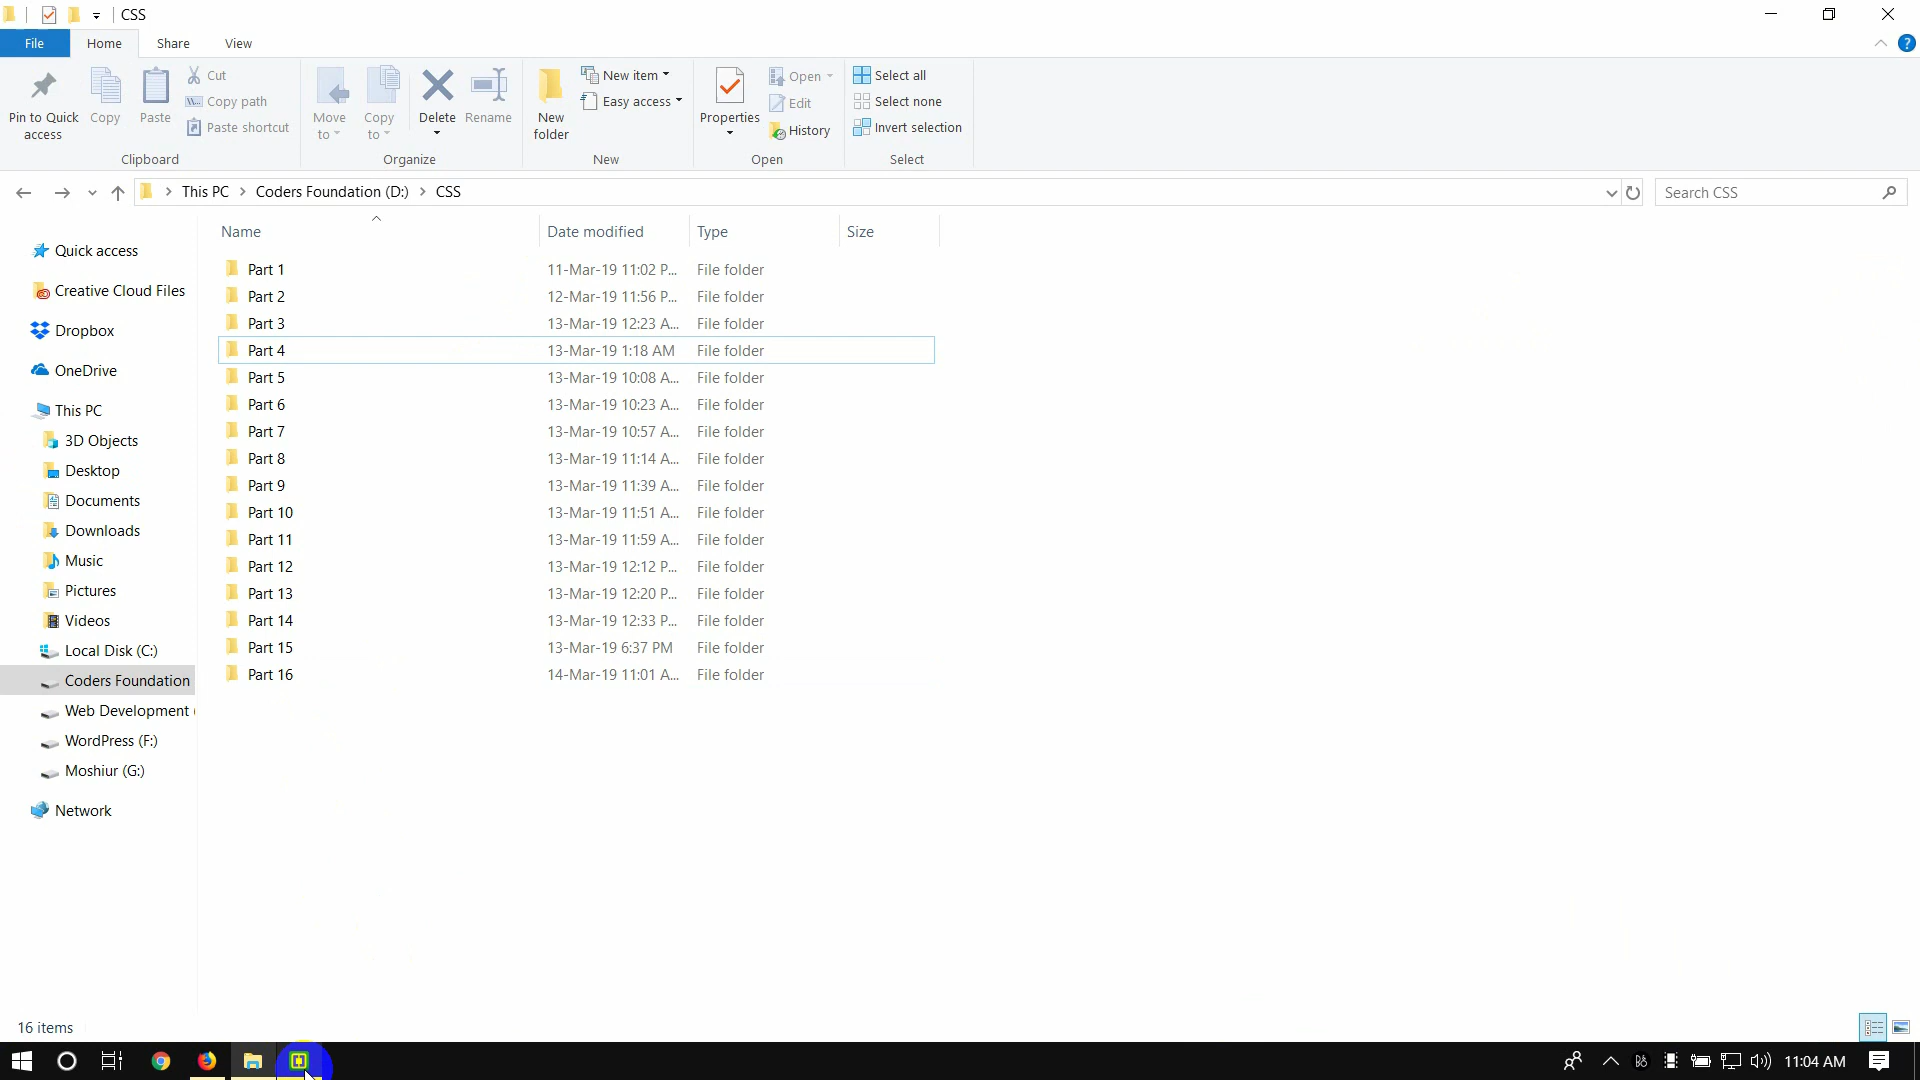 CSS
File Home Share View
Pin to Quick access
Copy
Paste
Cut
Copy path
Paste shortcut
Clipboard
Move to
Copy to
Delete
Rename
Organize
New folder
New item
Easy access
New
Properties
Open
Edit
History
Open
Select all
Select none
Invert selection
Select
This PC Coders Foundation (D:) CSS
Search CSS
Name Date modified Type Size
Quick access
Creative Cloud Files
Dropbox
OneDrive
This PC
3D Objects
Desktop
Documents
Downloads
Music
Pictures
Videos
Local Disk (C:)
Coders Foundation
Web Development (
WordPress (F:)
Moshiur (G:)
Network
Part 1 11-Mar-19 11:02 P... File folder
Part 2 12-Mar-19 11:56 P... File folder
Part 3 13-Mar-19 12:23 A... File folder
Part 4 13-Mar-19 1:18 AM File folder
Part 5 13-Mar-19 10:08 A... File folder
Part 6 13-Mar-19 10:23 A... File folder
Part 7 13-Mar-19 10:57 A... File folder
Part 8 13-Mar-19 11:14 A... File folder
Part 9 13-Mar-19 11:39 A... File folder
Part 10 13-Mar-19 11:51 A... File folder
Part 11 13-Mar-19 11:59 A... File folder
Part 12 13-Mar-19 12:12 P... File folder
Part 13 13-Mar-19 12:20 P... File folder
Part 14 13-Mar-19 12:33 P... File folder
Part 15 13-Mar-19 6:37 PM File folder
Part 16 14-Mar-19 11:01 A... File folder
16 items
11:04 AM